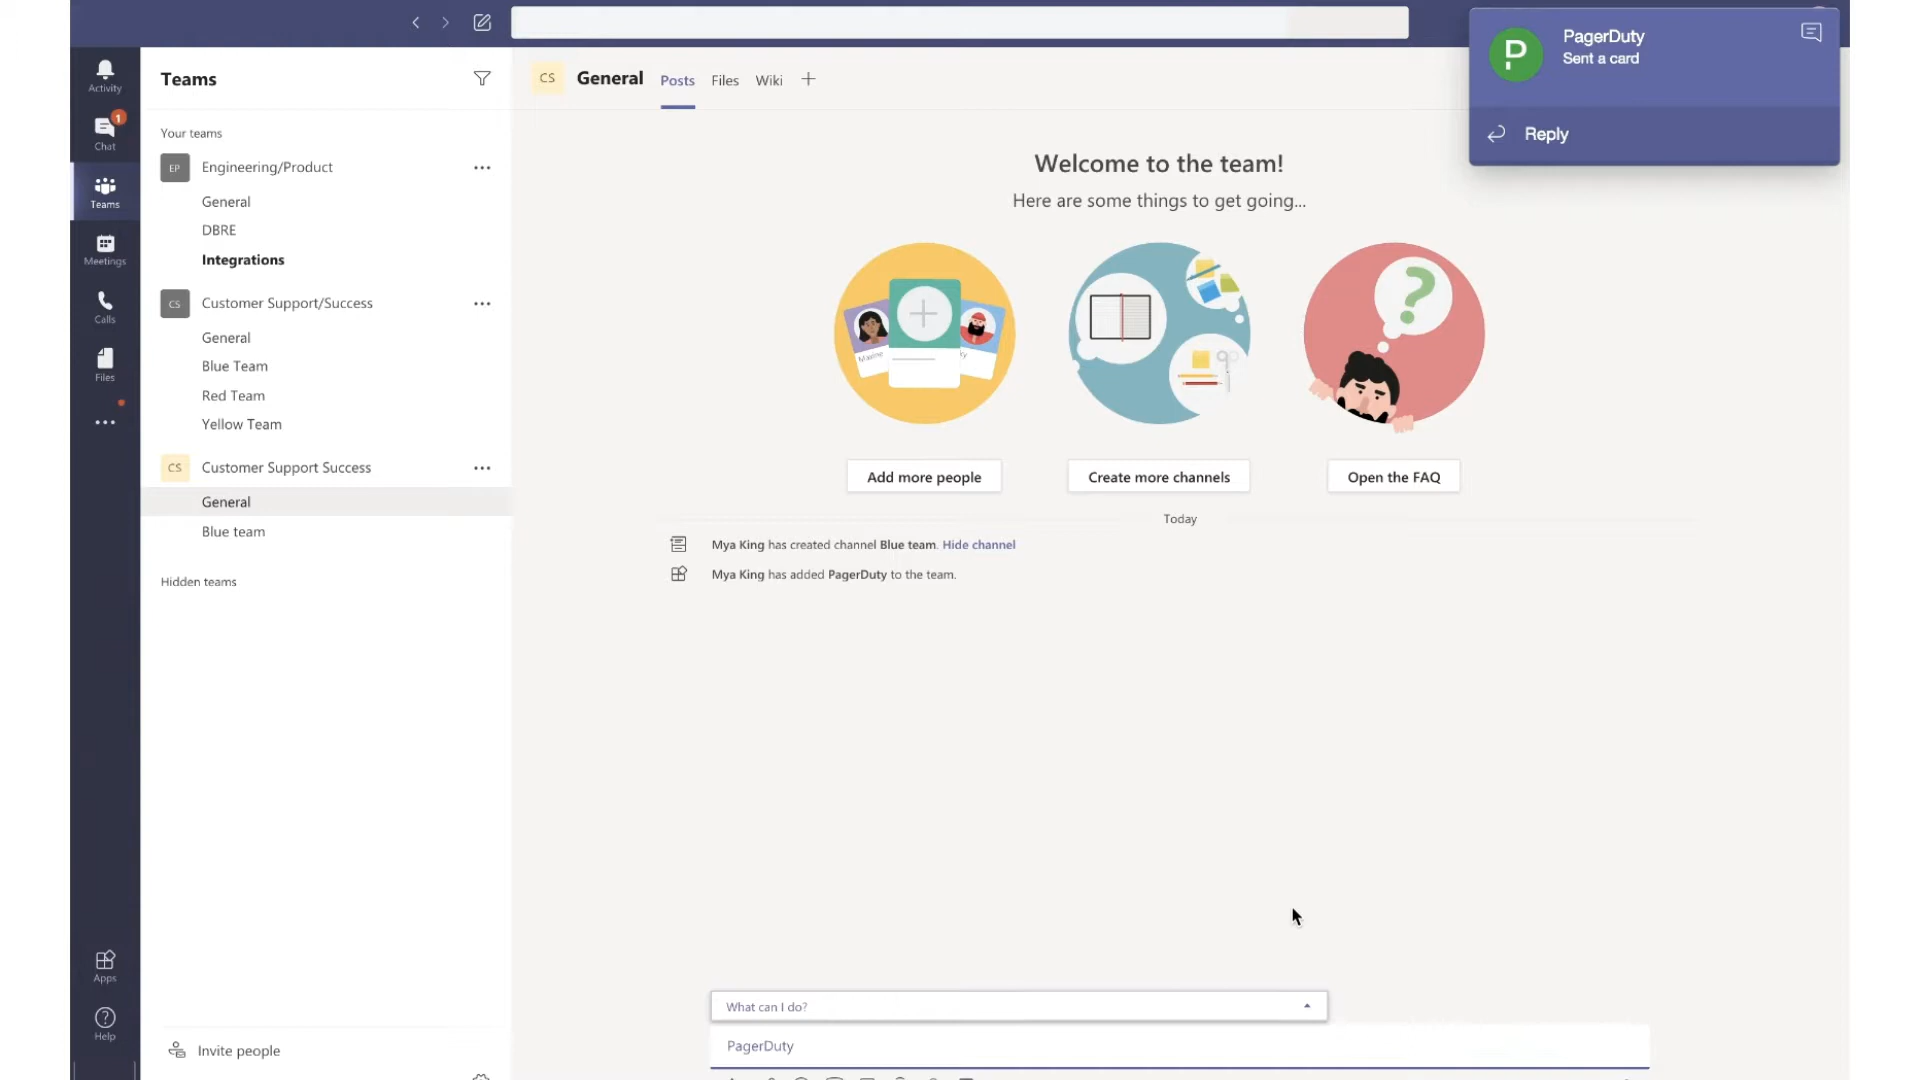 PagerDuty
Sent a card
Reply
Activity
1
Chat
Teams
Meetings
Calls
Files
Apps
Help
Teams
Your teams
EP Engineering/Product
General
DBRE
Integrations
CS Customer Support/Success
General
Blue Team
Red Team
Yellow Team
CS Customer Support Success
General
Blue team
Hidden teams
Invite people
CS General Posts Files Wiki
Welcome to the team!
Here are some things to get going...
Maxine
Add more people
Create more channels
Open the FAQ
Today
Mya King has created channel Blue team. Hide channel
Mya King has added PagerDuty to the team.
What can I do?
PagerDuty